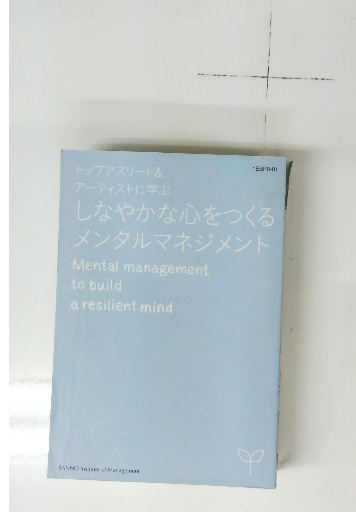 1EBP0-01
トップアスリート&
アーティストに学ぶ
しなやかな心をつくる
メンタルマネジメント
Mental management
to build
a resilient mind
SANNO Institute of Management